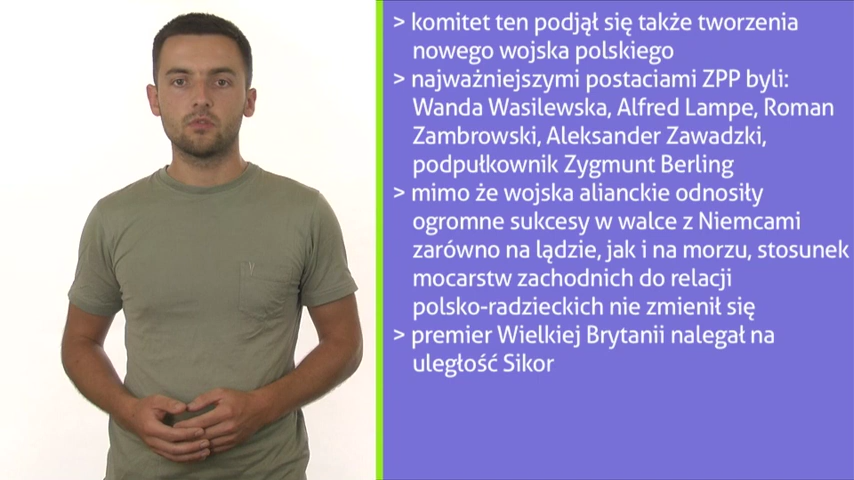 > komitet ten podjął się także tworzenia
nowego wojska polskiego
> najważniejszymi postaciami ZPP byli:
Wanda Wasilewska, Alfred Lampe, Roman
Zambrowski, Aleksander Zawadzki,
podpułkownik Zygmunt Berling
> mimo że wojska alianckie odnosiły
ogromne sukcesy w walce z Niemcami
zarówno na lądzie, jak i na morzu, stosunek
mocarstw zachodnich do relacji
polsko-radzieckich nie zmienił się
> premier Wielkiej Brytanii nalegał na
uległość Sikor